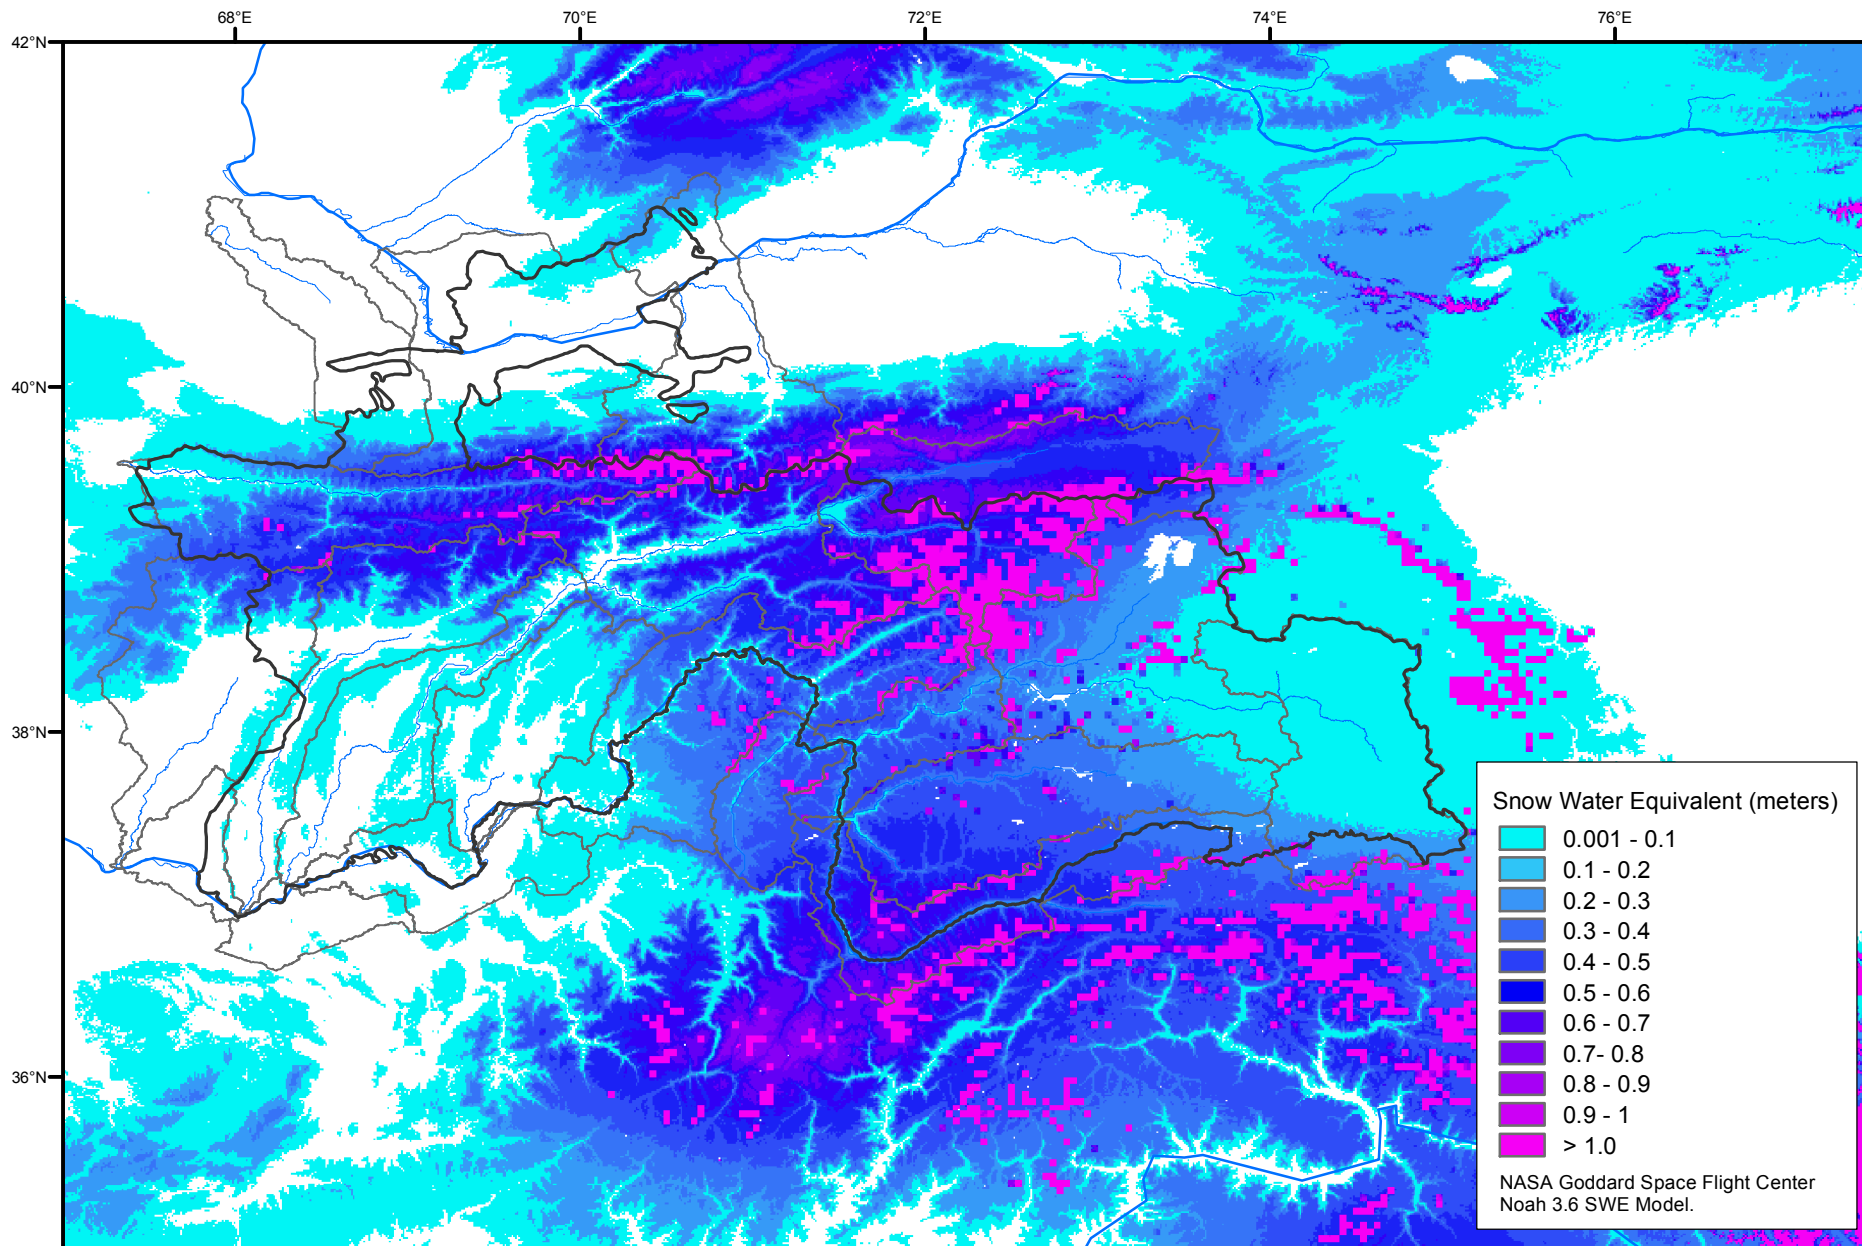 68°E 70°E 72°E 74°E 76°E
42°N
40°N
38°N
36°N
Snow Water Equivalent (meters)
0.001 - 0.1
0.1 - 0.2
0.2 - 0.3
0.3 - 0.4
0.4 - 0.5
0.5 - 0.6
0.6 - 0.7
0.7- 0.8
0.8 - 0.9
0.9 - 1
> 1.0
NASA Goddard Space Flight Center
Noah 3.6 SWE Model.